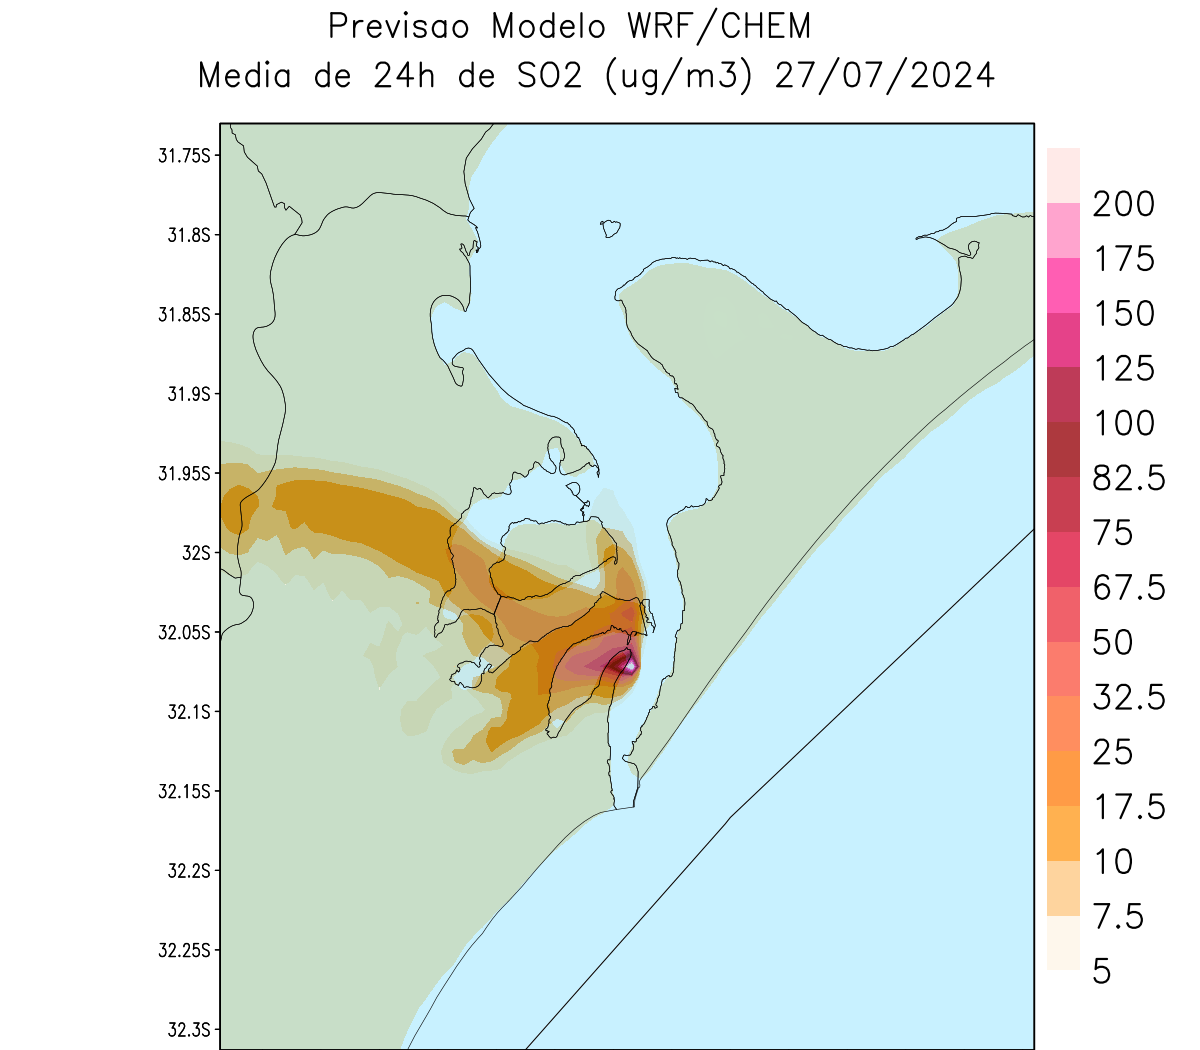 Previsao Modelo WRF/CHEM
Media de 24h de SO2 (ug/m3) 27/07/2024
31.75S
31.8S
31.85S
31.9S
31.95S
32S
32.05S
32.1S
32.15S
32.2S
32.25S
32.3S
200
175
150
125
100
82.5
75
67.5
50
32.5
25
17.5
10
7.5
5